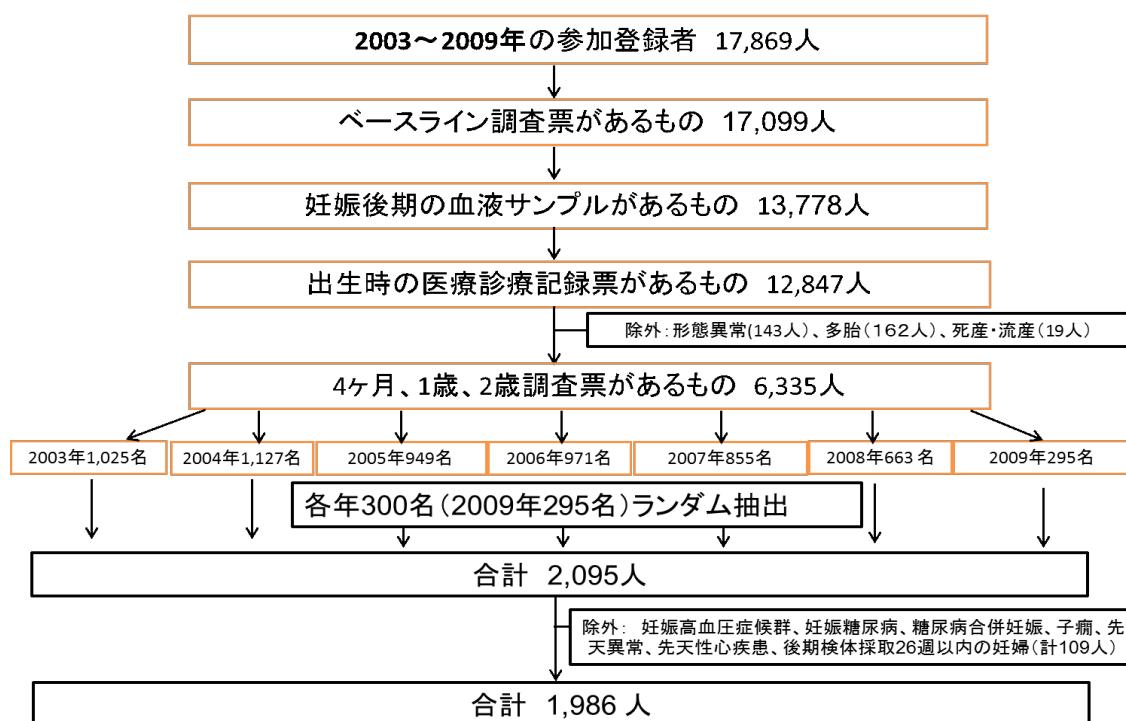 2003～2009年の参加登録者 17,869人
ベースライン調査票があるもの 17,099人
妊娠後期の血液サンプルがあるもの 13,778人
出生時の医療診療記録票があるもの 12,847人
除外：形態異常(143人)、多胎（１６２人）、死産・流産（19人）
4ヶ月、1歳、2歳調査票があるもの 6,335人
2003年1,025名 2004年1,127名 2005年949名 2006年971名 2007年855名 2008年663 名 2009年295名
各年300名（2009年295名）ランダム抽出
合計 2,095人
除外： 妊娠高血圧症候群、妊娠糖尿病、糖尿病合併妊娠、子癇、先
天異常、先天性心疾患、後期検体採取26週以内の妊婦（計109人）
合計 1,986 人